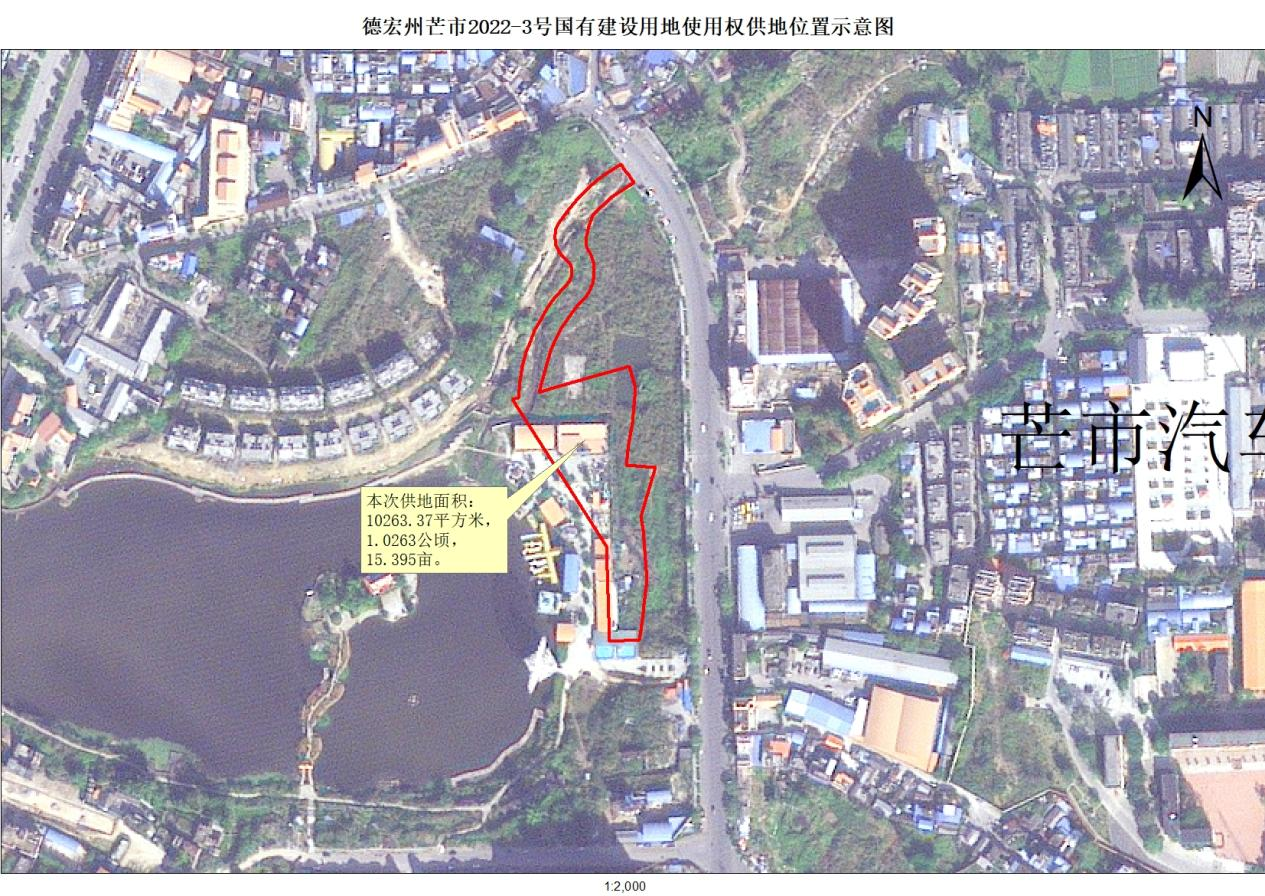 德宏州芒市2022-3号国有建设用地使用权供地位置示意图
N
芒市汽车
本次供地面积：
10263.37平方米，
1.0263公顷，
15.395亩。
1:2,000